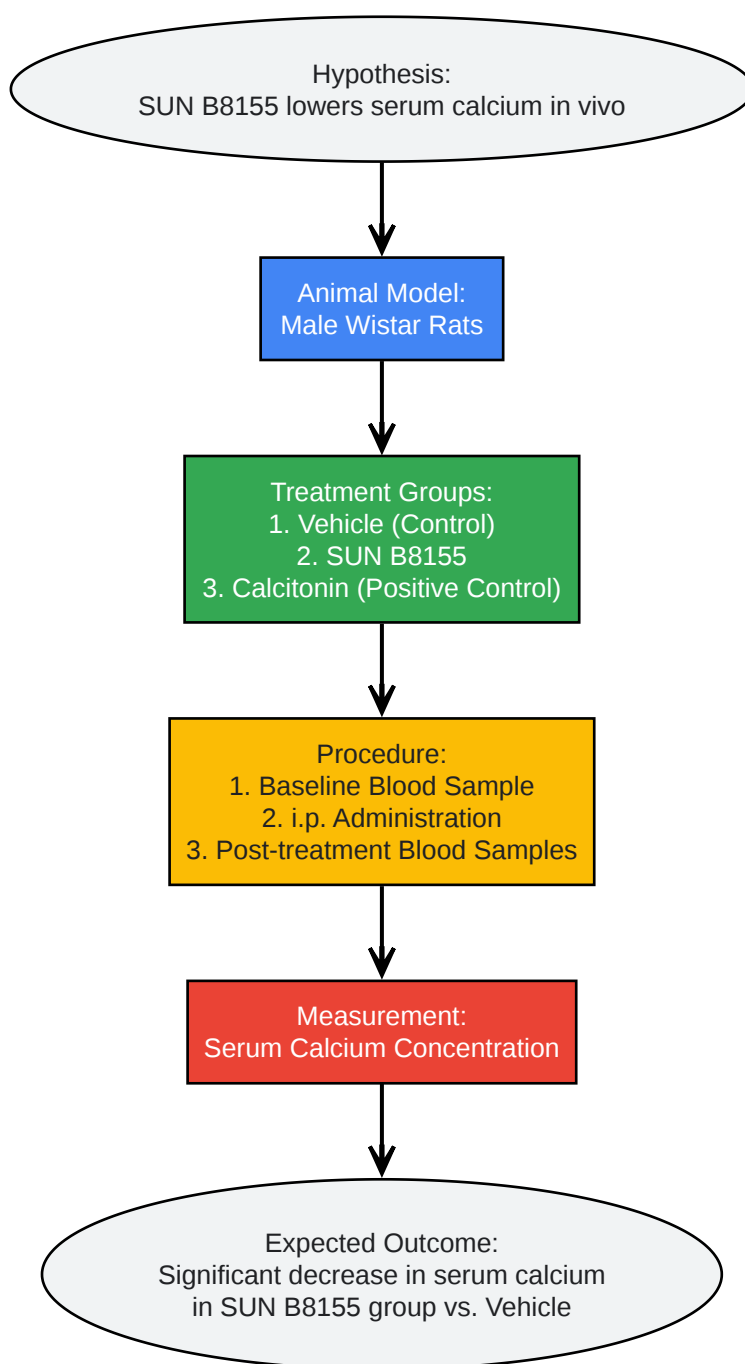 Hypothesis:
SUN B8155 lowers serum calcium in vivo
Animal Model:
Male Wistar Rats
Treatment Groups:
1. Vehicle (Control)
2. SUN B8155
3. Calcitonin (Positive Control)
Procedure:
1. Baseline Blood Sample
2. i.p. Administration
3. Post-treatment Blood Samples
Measurement:
Serum Calcium Concentration
Expected Outcome:
Significant decrease in serum calcium
in SUN B8155 group vs. Vehicle